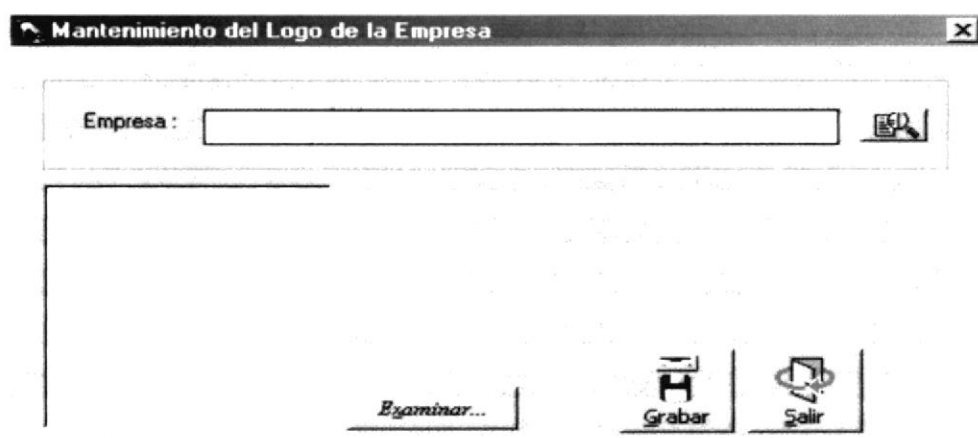 Mantenimiento del Logo de la Empresa
Empresa :
Examinar...
Grabar
Salir